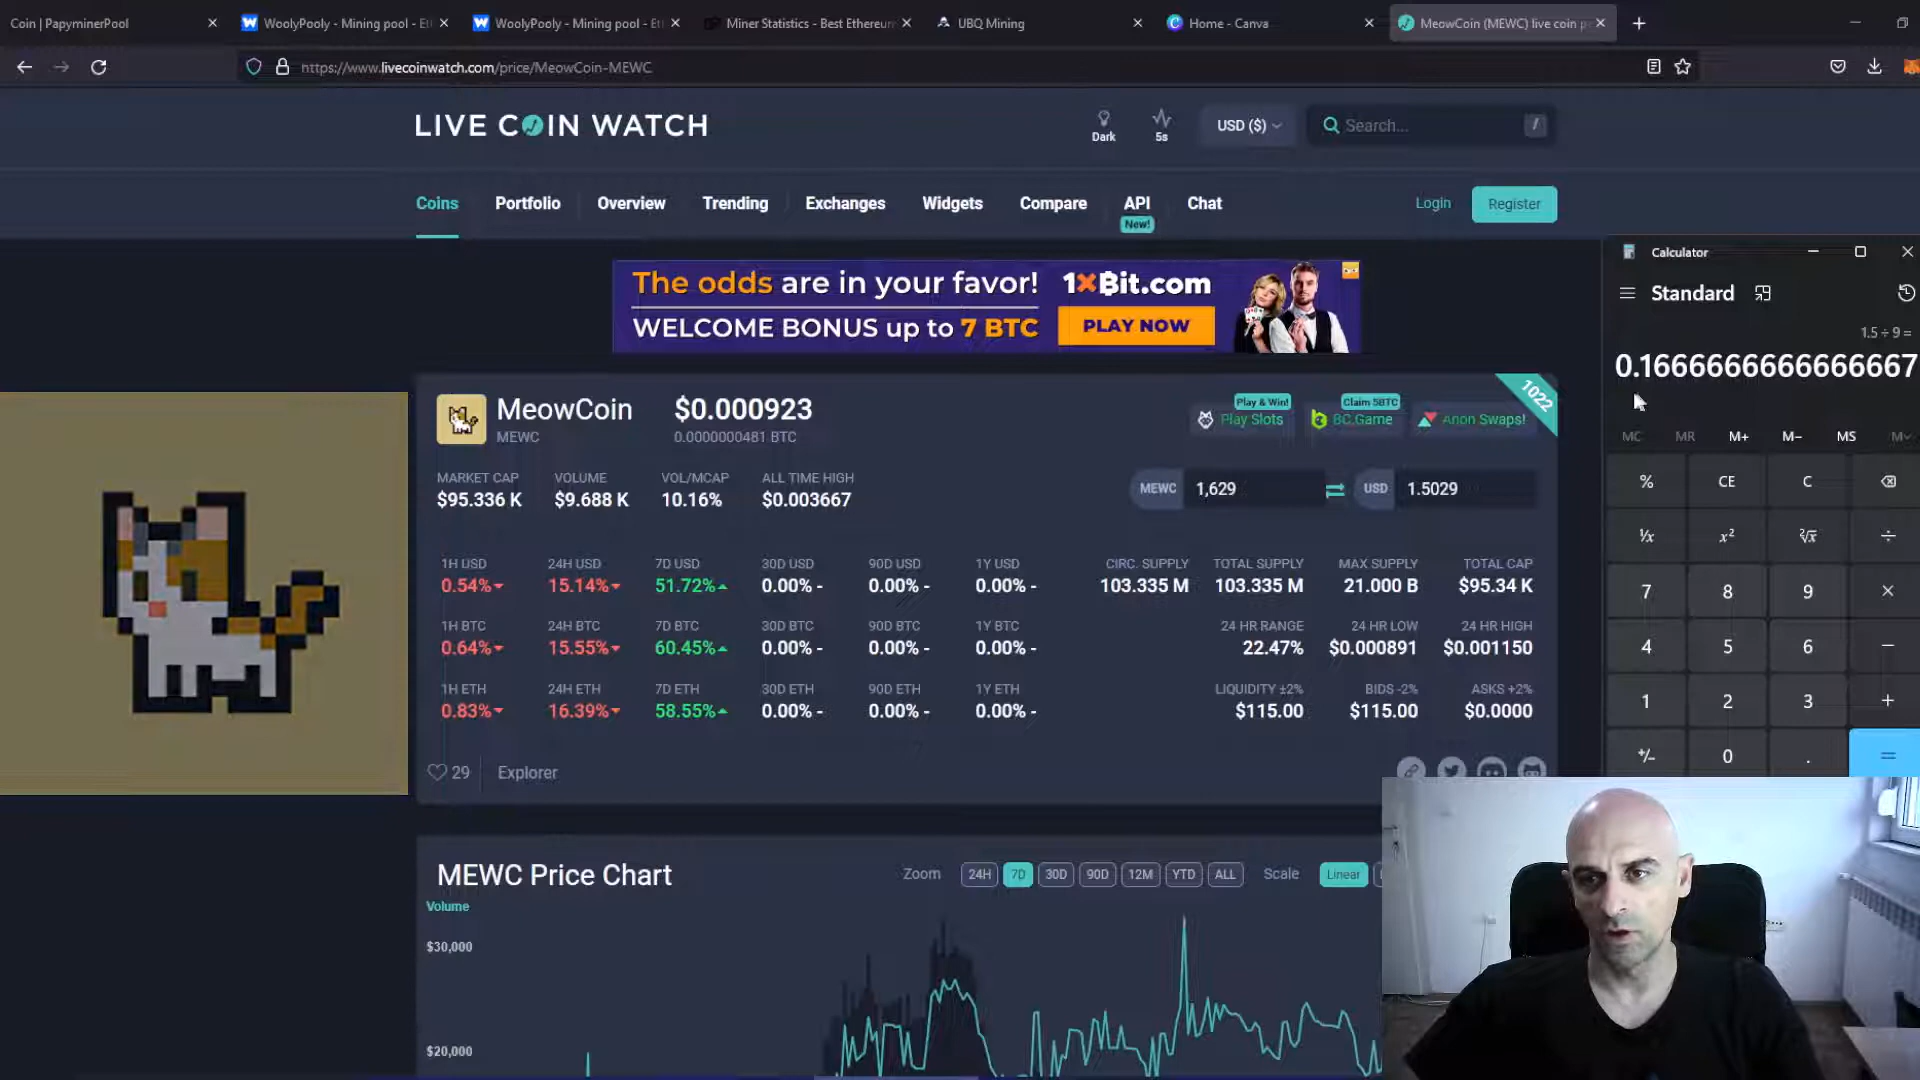 Coin | PapyminerPool
WoolyPooly - Mining pool - Et
WoolyPooly - Mining pool - Et
Miner Statistics - Best Ethereum
UBQ Mining
Home - Canva
MeowCoin (MEWC) live coin p
https://www.livecoinwatch.com/price/MeowCoin-MEWC
LIVE COIN WATCH
Dark
5s
USD ($)
Search...
/
Coins
Portfolio
Overview
Trending
Exchanges
Widgets
Compare
API
New!
Chat
Login
Register
The odds are in your favor!
WELCOME BONUS up to 7 BTC
1XBit.com
PLAY NOW
MeowCoin
MEWC
$0.000923
0.0000000481 BTC
Play & Win!
Play Slots
Claim 5BTC
BC.Game
Anon Swaps!
1022
MARKET CAP
$95.336 K
VOLUME
$9.688 K
VOL/MCAP
10.16%
ALL TIME HIGH
$0.003667
MEWC
1,629
USD
1.5029
1H USD
0.54%
24H USD
15.14%
7D USD
51.72%
30D USD
0.00% -
90D USD
0.00% -
1Y USD
0.00% -
CIRC. SUPPLY
103.335 M
TOTAL SUPPLY
103.335 M
MAX SUPPLY
21.000 B
TOTAL CAP
$95.34 K
1H BTC
0.64%
24H BTC
15.55%
7D BTC
60.45%
30D BTC
0.00% -
90D BTC
0.00% -
1Y BTC
0.00% -
24 HR RANGE
22.47%
24 HR LOW
$0.000891
24 HR HIGH
$0.001150
1H ETH
0.83%
24H ETH
16.39%
7D ETH
58.55%
30D ETH
0.00% -
90D ETH
0.00% -
1Y ETH
0.00% -
LIQUIDITY ±2%
$115.00
BIDS -2%
$115.00
ASKS +2%
$0.0000
29
Explorer
MEWC Price Chart
Zoom
24H
7D
30D
90D
12M
YTD
ALL
Scale
Linear
Volume
$30,000
$20,000
Calculator
Standard
1.5 ÷ 9 =
0.1666666666666667
MC
MR
M+
M−
MS
M
%
CE
C
¹/x
x²
²√x
÷
7
8
9
×
4
5
6
−
1
2
3
+
+/−
0
.
=